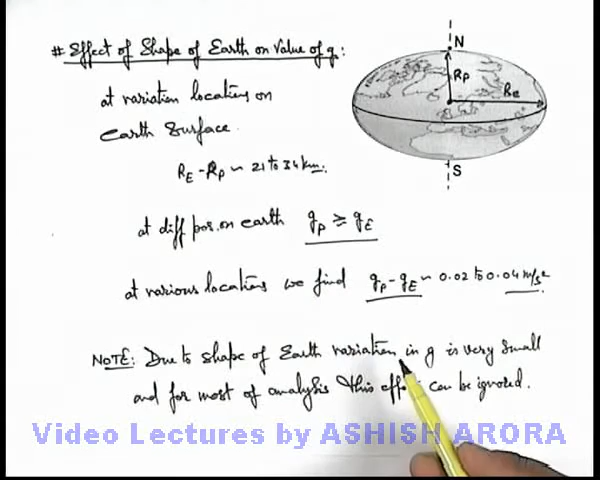 # Effect of Shape of Earth on Value of g:
at variation locations on
earth surface.
RE - RP ~ 21 to 34 km.
at diff pos. on earth gP ≥ gE
at various locations we find gP - gE ~ 0.02 to 0.04 m/s²
NOTE: Due to shape of Earth variation in g is very small
and for most of analysis this eff can be ignored.
N
RP
Re
S
Video Lectures by ASHISH ARORA